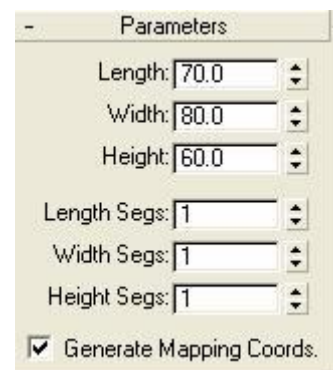 - Parameters
Length: 70.0
Width: 80.0
Height: 60.0
Length Segs: 1
Width Segs: 1
Height Segs: 1
Generate Mapping Coords.